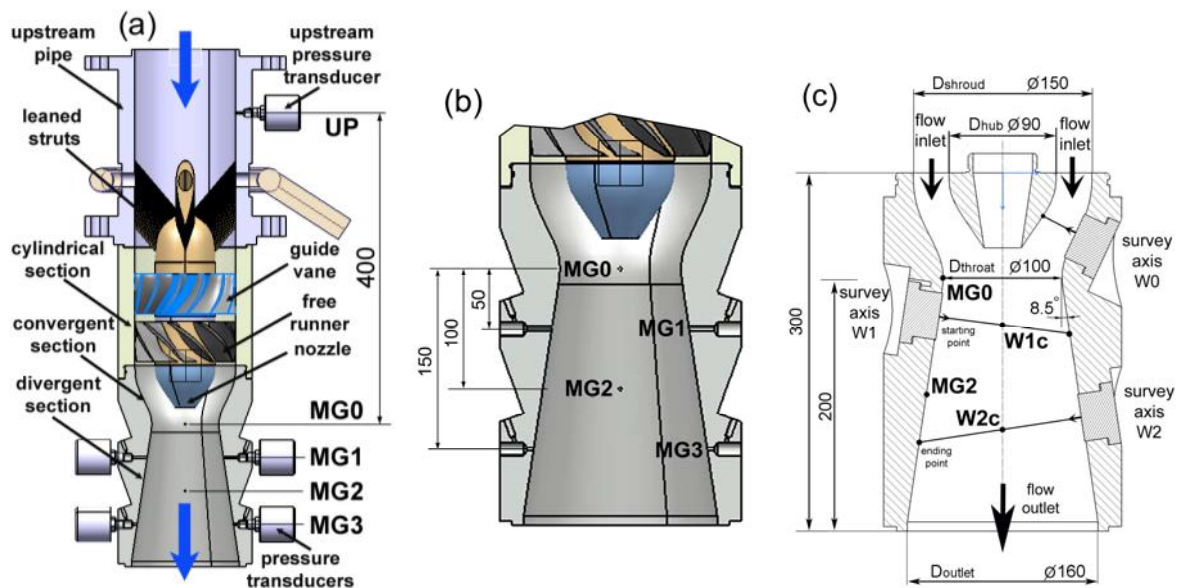 (a)
upstream
pipe
upstream
pressure
transducer
UP
leaned
struts
400
cylindrical
section
guide
vane
convergent
section
free
runner
nozzle
divergent
section
MG0
MG1
MG2
MG3
pressure
transducers
(b)
MG0
50
100
150
MG1
MG2
MG3
(c)
Dshroud Ø150
flow
inlet
Dhub Ø90
flow
inlet
survey
axis
W0
Dthroat Ø100
MG0
survey
axis
W1
8.5°
starting
point
W1c
300
200
MG2
W2c
survey
axis
W2
ending
point
flow
outlet
Doutlet Ø160